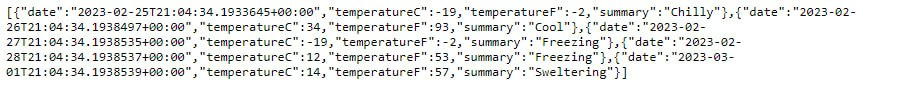 [{"date":"2023-02-25T21:04:34.1933645+00:00","temperatureC":-19,"temperatureF":-2,"summary":"Chilly"},{"date":"2023-02-
26T21:04:34.1938497+00:00","temperatureC":34,"temperatureF":93,"summary":"Cool"},{"date":"2023-02-
27T21:04:34.1938535+00:00","temperatureC":-19,"temperatureF":-2,"summary":"Freezing"},{"date":"2023-02-
28T21:04:34.1938537+00:00","temperatureC":12,"temperatureF":53,"summary":"Freezing"},{"date":"2023-03-
01T21:04:34.1938539+00:00","temperatureC":14,"temperatureF":57,"summary":"Sweltering"}]